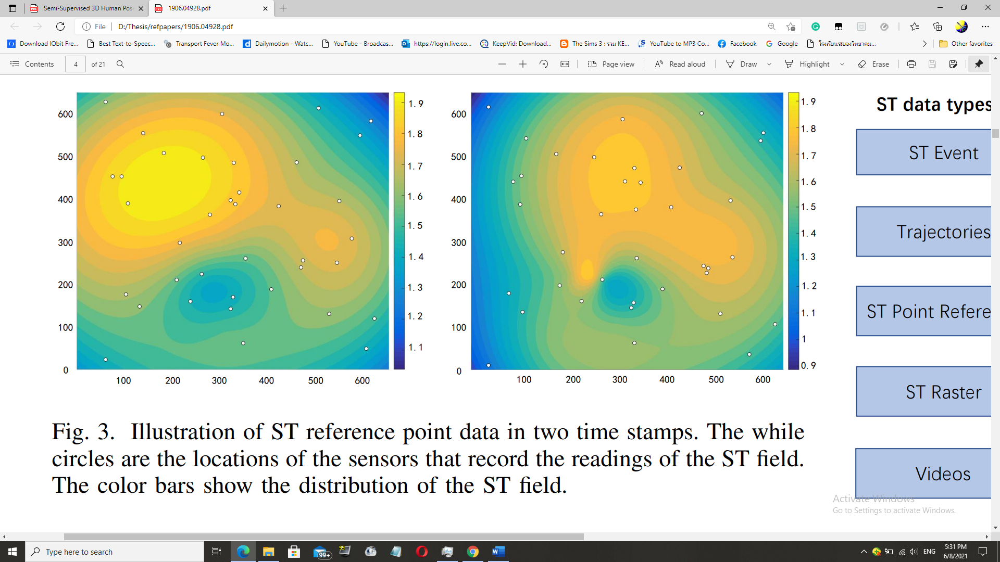 Semi-Supervised 3D Human Pos
1906.04928.pdf
File
D:/Thesis/refpapers/1906.04928.pdf
Download IObit Fre...
Best Text-to-Speec...
Transport Fever Mo...
Dailymotion - Watc...
YouTube - Broadcas...
https://login.live.co...
KeepVid: Download...
The Sims 3 : รวม KE...
YouTube to MP3 Co...
Facebook
Google
โรงเรียนระยองวิทยาคม...
Other favorites
Contents
4
of 21
Page view
Read aloud
Draw
Highlight
Erase
600
500
400
300
200
100
0
100 200 300 400 500 600
1.9
1.8
1.7
1.6
1.5
1.4
1.3
1.2
1.1
600
500
400
300
200
100
0
100 200 300 400 500 600
1.9
1.8
1.7
1.6
1.5
1.4
1.3
1.2
1.1
1
0.9
ST data types
ST Event
Trajectories
ST Point Refere
ST Raster
Videos
Fig. 3. Illustration of ST reference point data in two time stamps. The while
circles are the locations of the sensors that record the readings of the ST field.
The color bars show the distribution of the ST field.
Activate Windows
Go to Settings to activate Windows.
Type here to search
99+
99
ENG
5:31 PM
6/8/2021